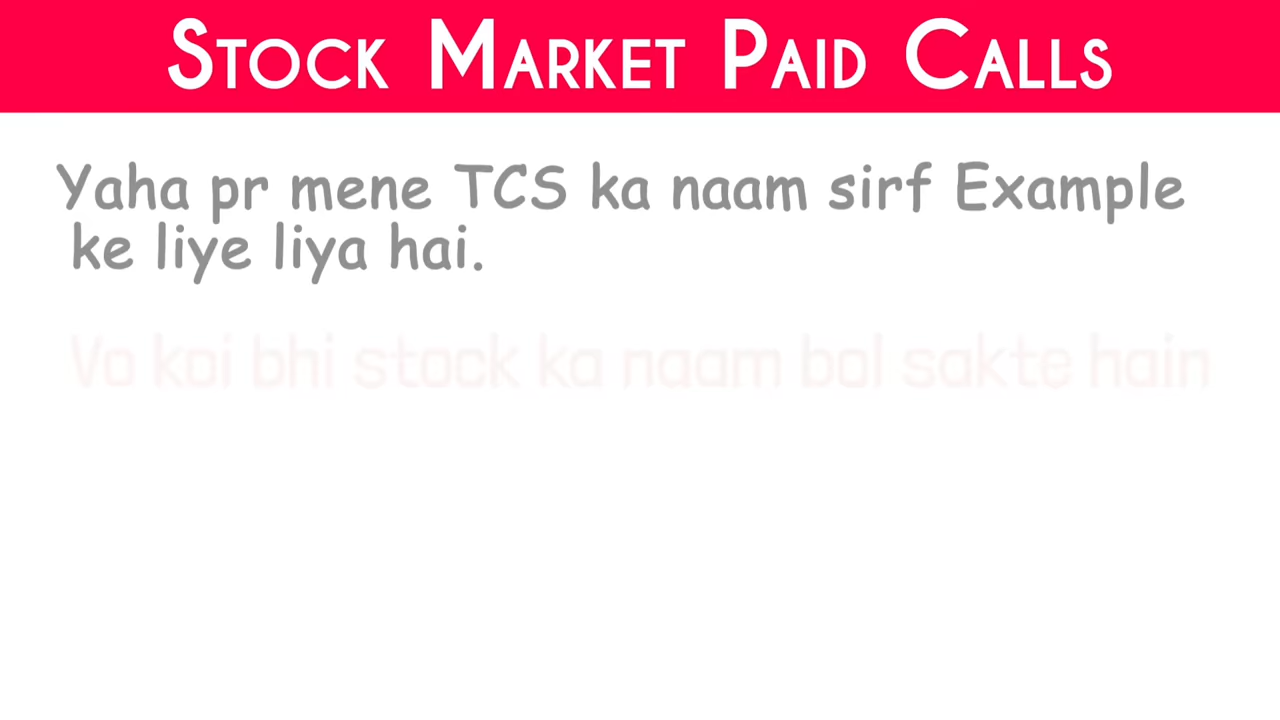 Stock Market Paid Calls
Yaha pr mene TCS ka naam sirf Example
ke liye liya hai.
Vo koi bhi stock ka naam bol sakte hain